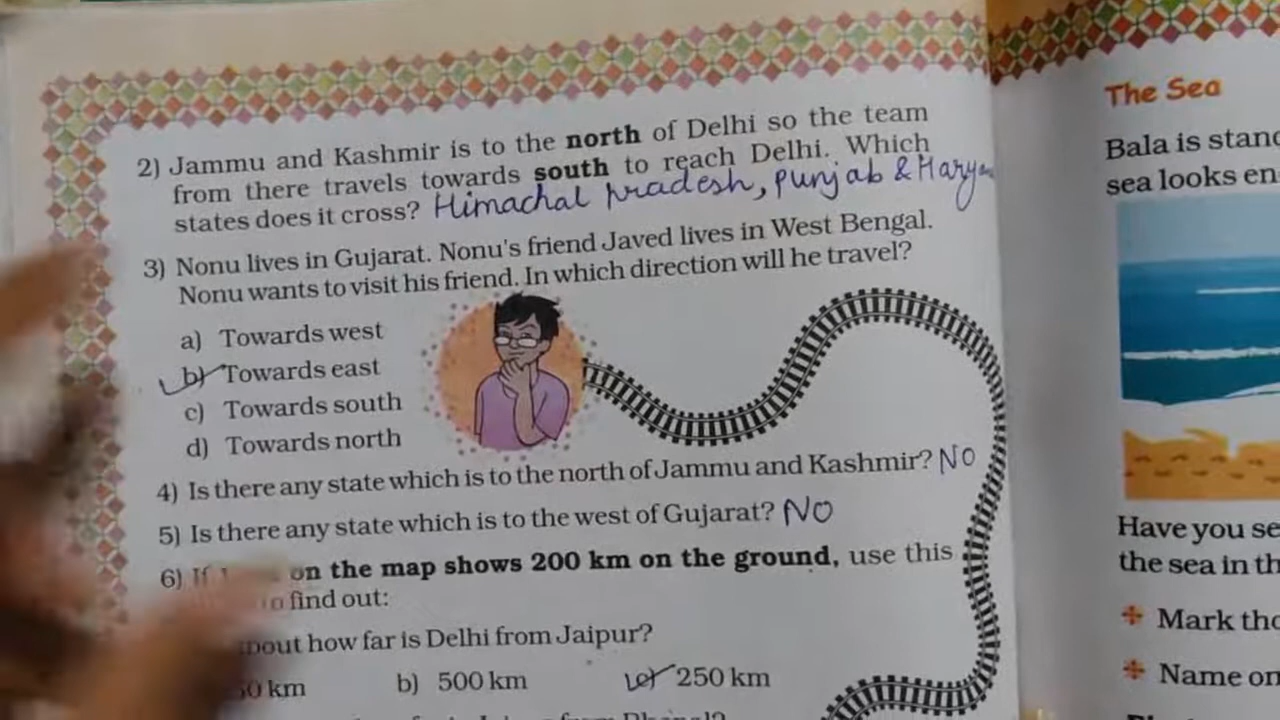 2) Jammu and Kashmir is to the north of Delhi so the team
from there travels towards south to reach Delhi. Which
states does it cross? Himachal pradesh, punjab &
3) Nonu lives in Gujarat. Nonu's friend Javed lives in West Bengal.
Nonu wants to visit his friend. In which direction will he travel?
a) Towards west
b) Towards east
c) Towards south
d) Towards north
4) Is there any state which is to the north of Jammu and Kashmir? NO
5) Is there any state which is to the west of Gujarat? NO
6) If on the map shows 200 km on the ground, use this
to find out:
how far is Delhi from Jaipur?
km b) 500 km c) 250 km
The Sea
Bala is
sea looks
Have you
the sea in
Mark
Name